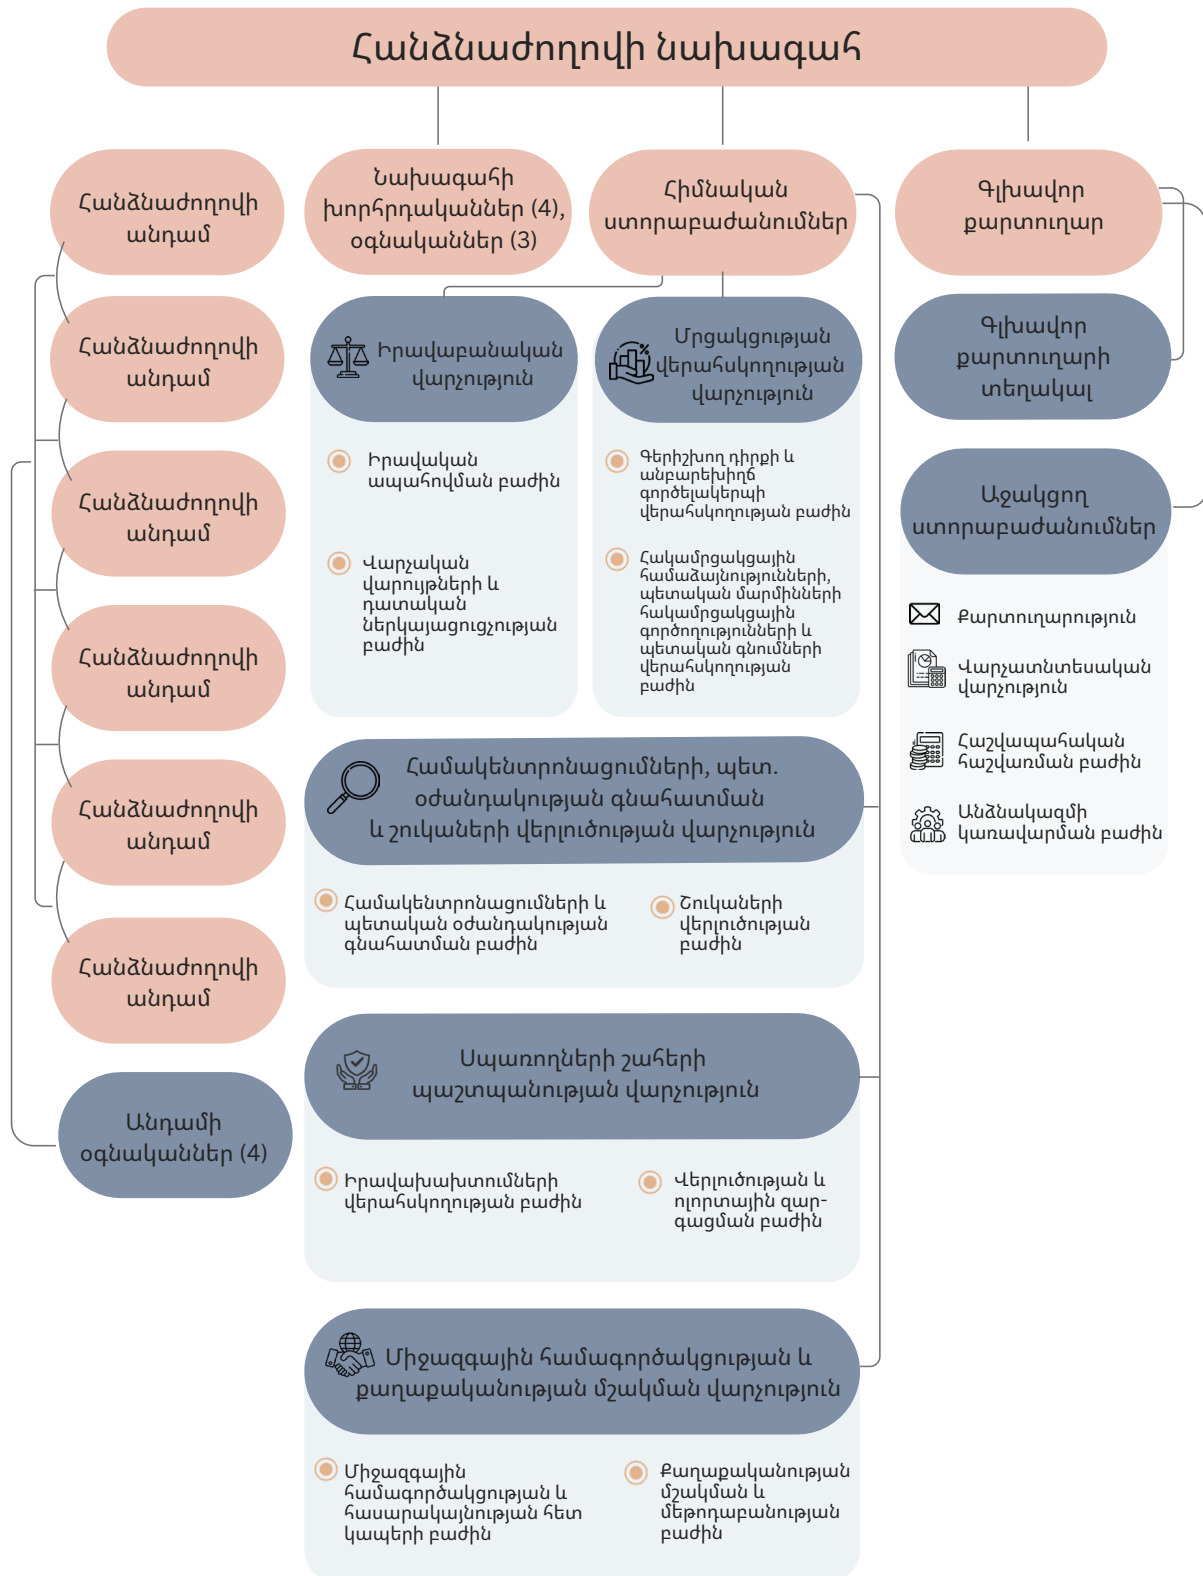 Հանձնաժողովի նախագահ
Հանձնաժողովի
անդամ
Հանձնաժողովի
անդամ
Հանձնաժողովի
անդամ
Հանձնաժողովի
անդամ
Հանձնաժողովի
անդամ
Հանձնաժողովի
անդամ
Անդամի
օգնականներ (4)
Նախագահի
խորհրդականներ (4),
օգնականներ (3)
Հիմնական
ստորաբաժանումներ
Իրավաբանական
վարչություն
Իրավական
ապահովման բաժին
Վարչական
վարույթների և
դատական
ներկայացուցչության
բաժին
Մրցակցության
վերահսկողության
վարչություն
%
Գերիշխող դիրքի և
անբարեխիղճ
գործելակերպի
վերահսկողության բաժին
Հակամրցակցային
համաձայնությունների,
պետական մարմինների
հակամրցակցային
գործողությունների և
պետական գնումների
վերահսկողության
բաժին
Համակենտրոնացումների, պետ.
օժանդակության գնահատման
և շուկաների վերլուծության վարչություն
Համակենտրոնացումների և
պետական օժանդակության
գնահատման բաժին
Շուկաների
վերլուծության
բաժին
Սպառողների շահերի
պաշտպանության վարչություն
Իրավախախտումների
վերահսկողության բաժին
Վերլուծության և
ոլորտային զար-
գացման բաժին
Միջազգային համագործակցության և
քաղաքականության մշակման վարչություն
Միջազգային
համագործակցության և
հասարակայնության հետ
կապերի բաժին
Քաղաքականության
մշակման և
մեթոդաբանության
բաժին
Գլխավոր
քարտուղար
Գլխավոր
քարտուղարի
տեղակալ
Աջակցող
ստորաբաժանումներ
Քարտուղարություն
Վարչատնտեսական
վարչություն
Հաշվապահական
հաշվառման բաժին
Անձնակազմի
կառավարման բաժին